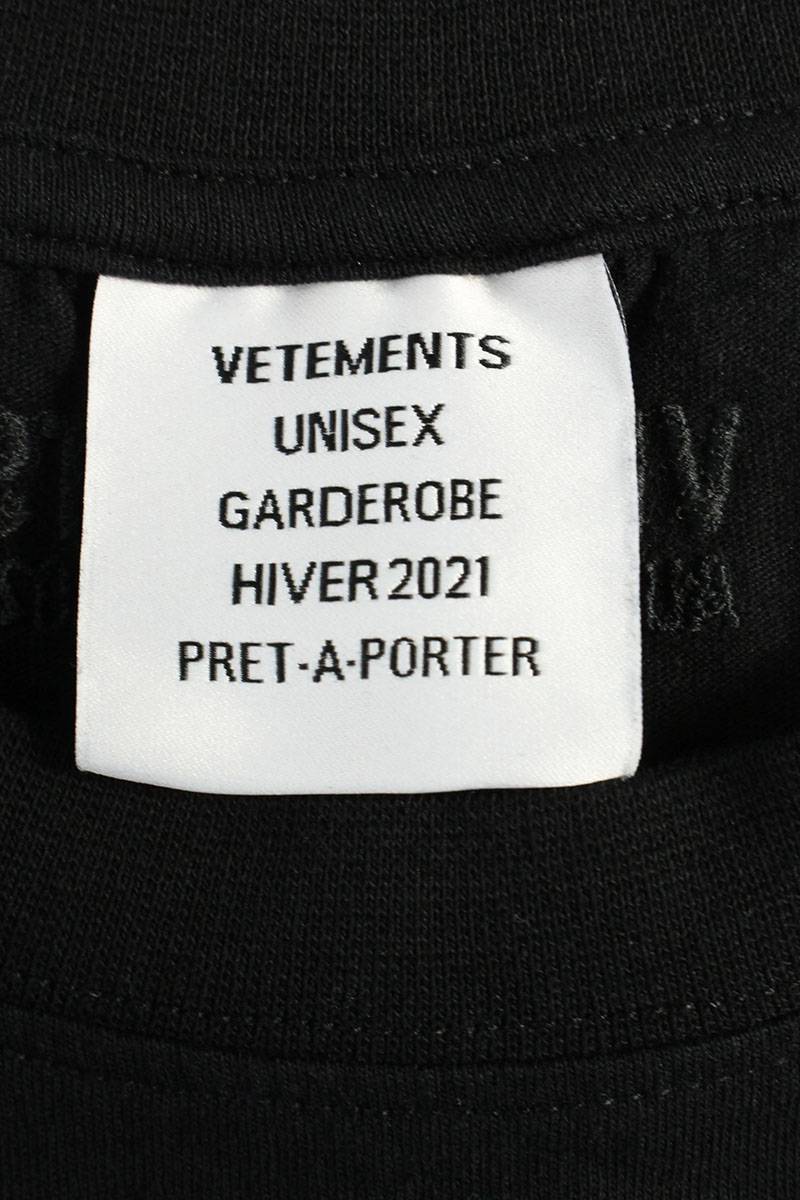 VETEMENTS
UNISEX
GARDEROBE
HIVER 2021
PRET-A-PORTER